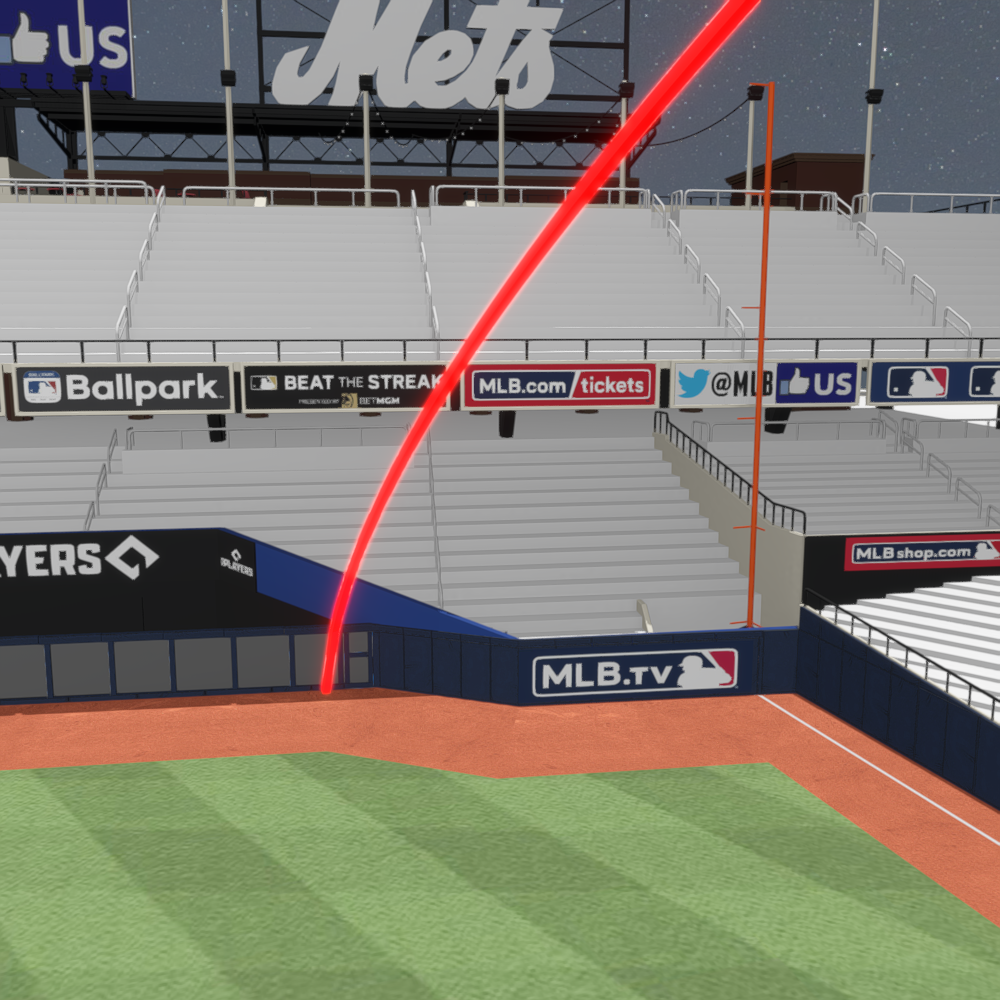 US
Mets
Ballpark
BEAT THE STREAK
PRESENTED BY BETMGM
MLB.com/tickets
@MLB
US
YERS
PLAYERS
MLBshop.com
MLB.TV